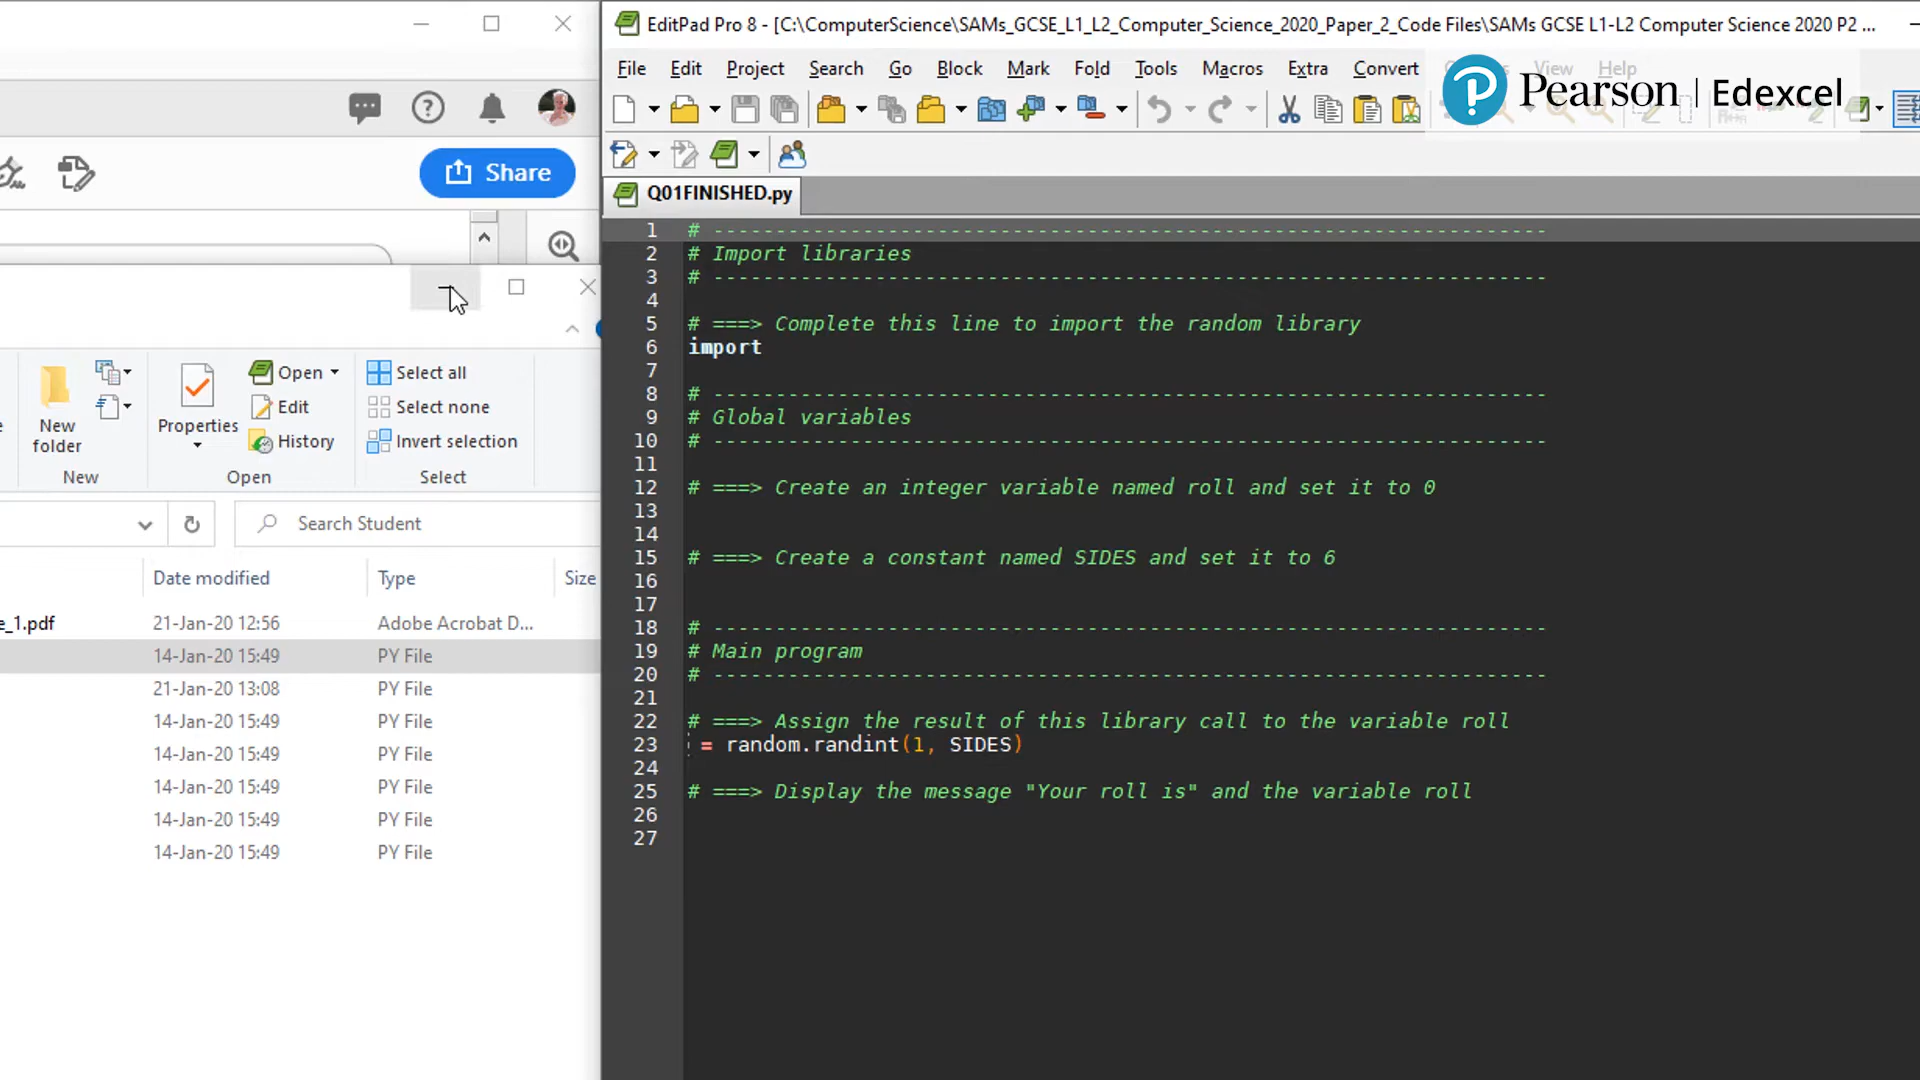 EditPad Pro 8 - [C:\ComputerScience\SAMs_GCSE_L1_L2_Computer_Science_2020_Paper_2_Code Files\SAMs GCSE L1-L2 Computer Science 2020 P2 ...
File Edit Project Search Go Block Mark Fold Tools Macros Extra Convert View Help
Pearson | Edexcel
Share
Q01FINISHED.py
1 # -------------------------------------------------------------------
2 # Import libraries
3 # -------------------------------------------------------------------
4
5 # ===> Complete this line to import the random library
6 import
7
8 # -------------------------------------------------------------------
9 # Global variables
10 # -------------------------------------------------------------------
11
12 # ===> Create an integer variable named roll and set it to 0
13
14
15 # ===> Create a constant named SIDES and set it to 6
16
17
18 # -------------------------------------------------------------------
19 # Main program
20 # -------------------------------------------------------------------
21
22 # ===> Assign the result of this library call to the variable roll
23 = random.randint(1, SIDES)
24
25 # ===> Display the message "Your roll is" and the variable roll
26
27
New folder
Properties
Open
Edit
History
Select all
Select none
Invert selection
New
Open
Select
Search Student
Date modified Type Size
e_1.pdf 21-Jan-20 12:56 Adobe Acrobat D...
14-Jan-20 15:49 PY File
21-Jan-20 13:08 PY File
14-Jan-20 15:49 PY File
14-Jan-20 15:49 PY File
14-Jan-20 15:49 PY File
14-Jan-20 15:49 PY File
14-Jan-20 15:49 PY File